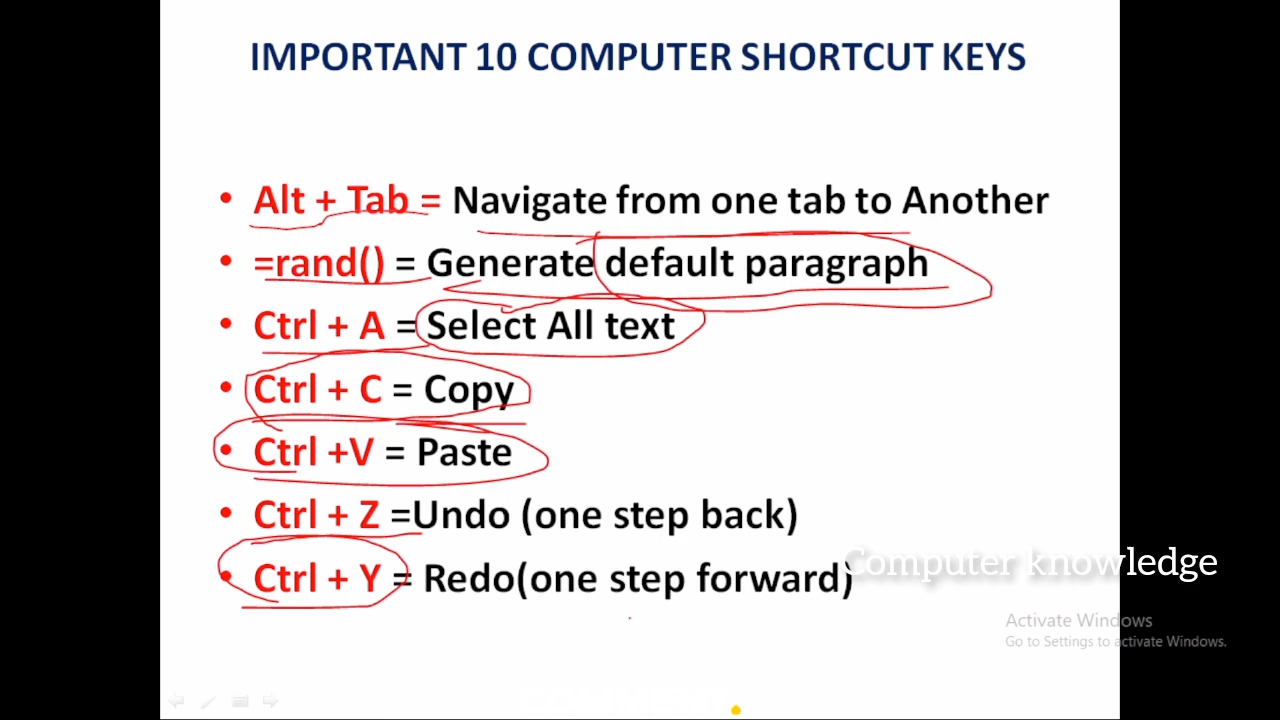 IMPORTANT 10 COMPUTER SHORTCUT KEYS
• Alt + Tab = Navigate from one tab to Another
• =rand() = Generate default paragraph
• Ctrl + A = Select All text
• Ctrl + C = Copy
• Ctrl +V = Paste
• Ctrl + Z =Undo (one step back)
• Ctrl + Y = Redo(one step forward)
Computer knowledge
Activate Windows
Go to Settings to activate Windows.